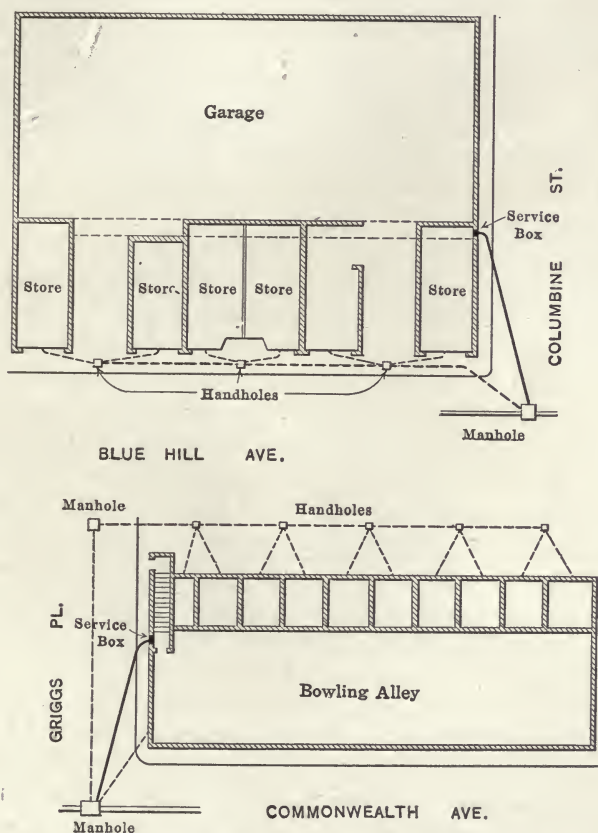 Garage
COLUMBINE ST.
Service
Box
Store
Store
Store
Store
Store
Handholes
Manhole
BLUE HILL AVE.
Manhole
Handholes
GRIGGS PL.
Service
Box
Bowling Alley
COMMONWEALTH AVE.
Manhole